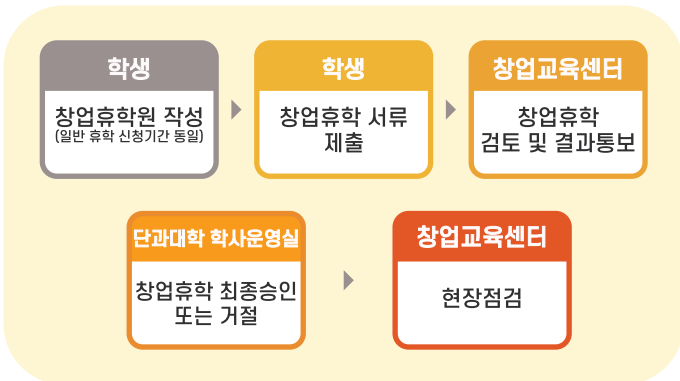 학생
창업휴학원 작성
(일반 휴학 신청기간 동일)
학생
창업휴학 서류
제출
창업교육센터
창업휴학
검토 및 결과통보
단과대학 학사운영실
창업휴학 최종승인
또는 거절
창업교육센터
현장점검